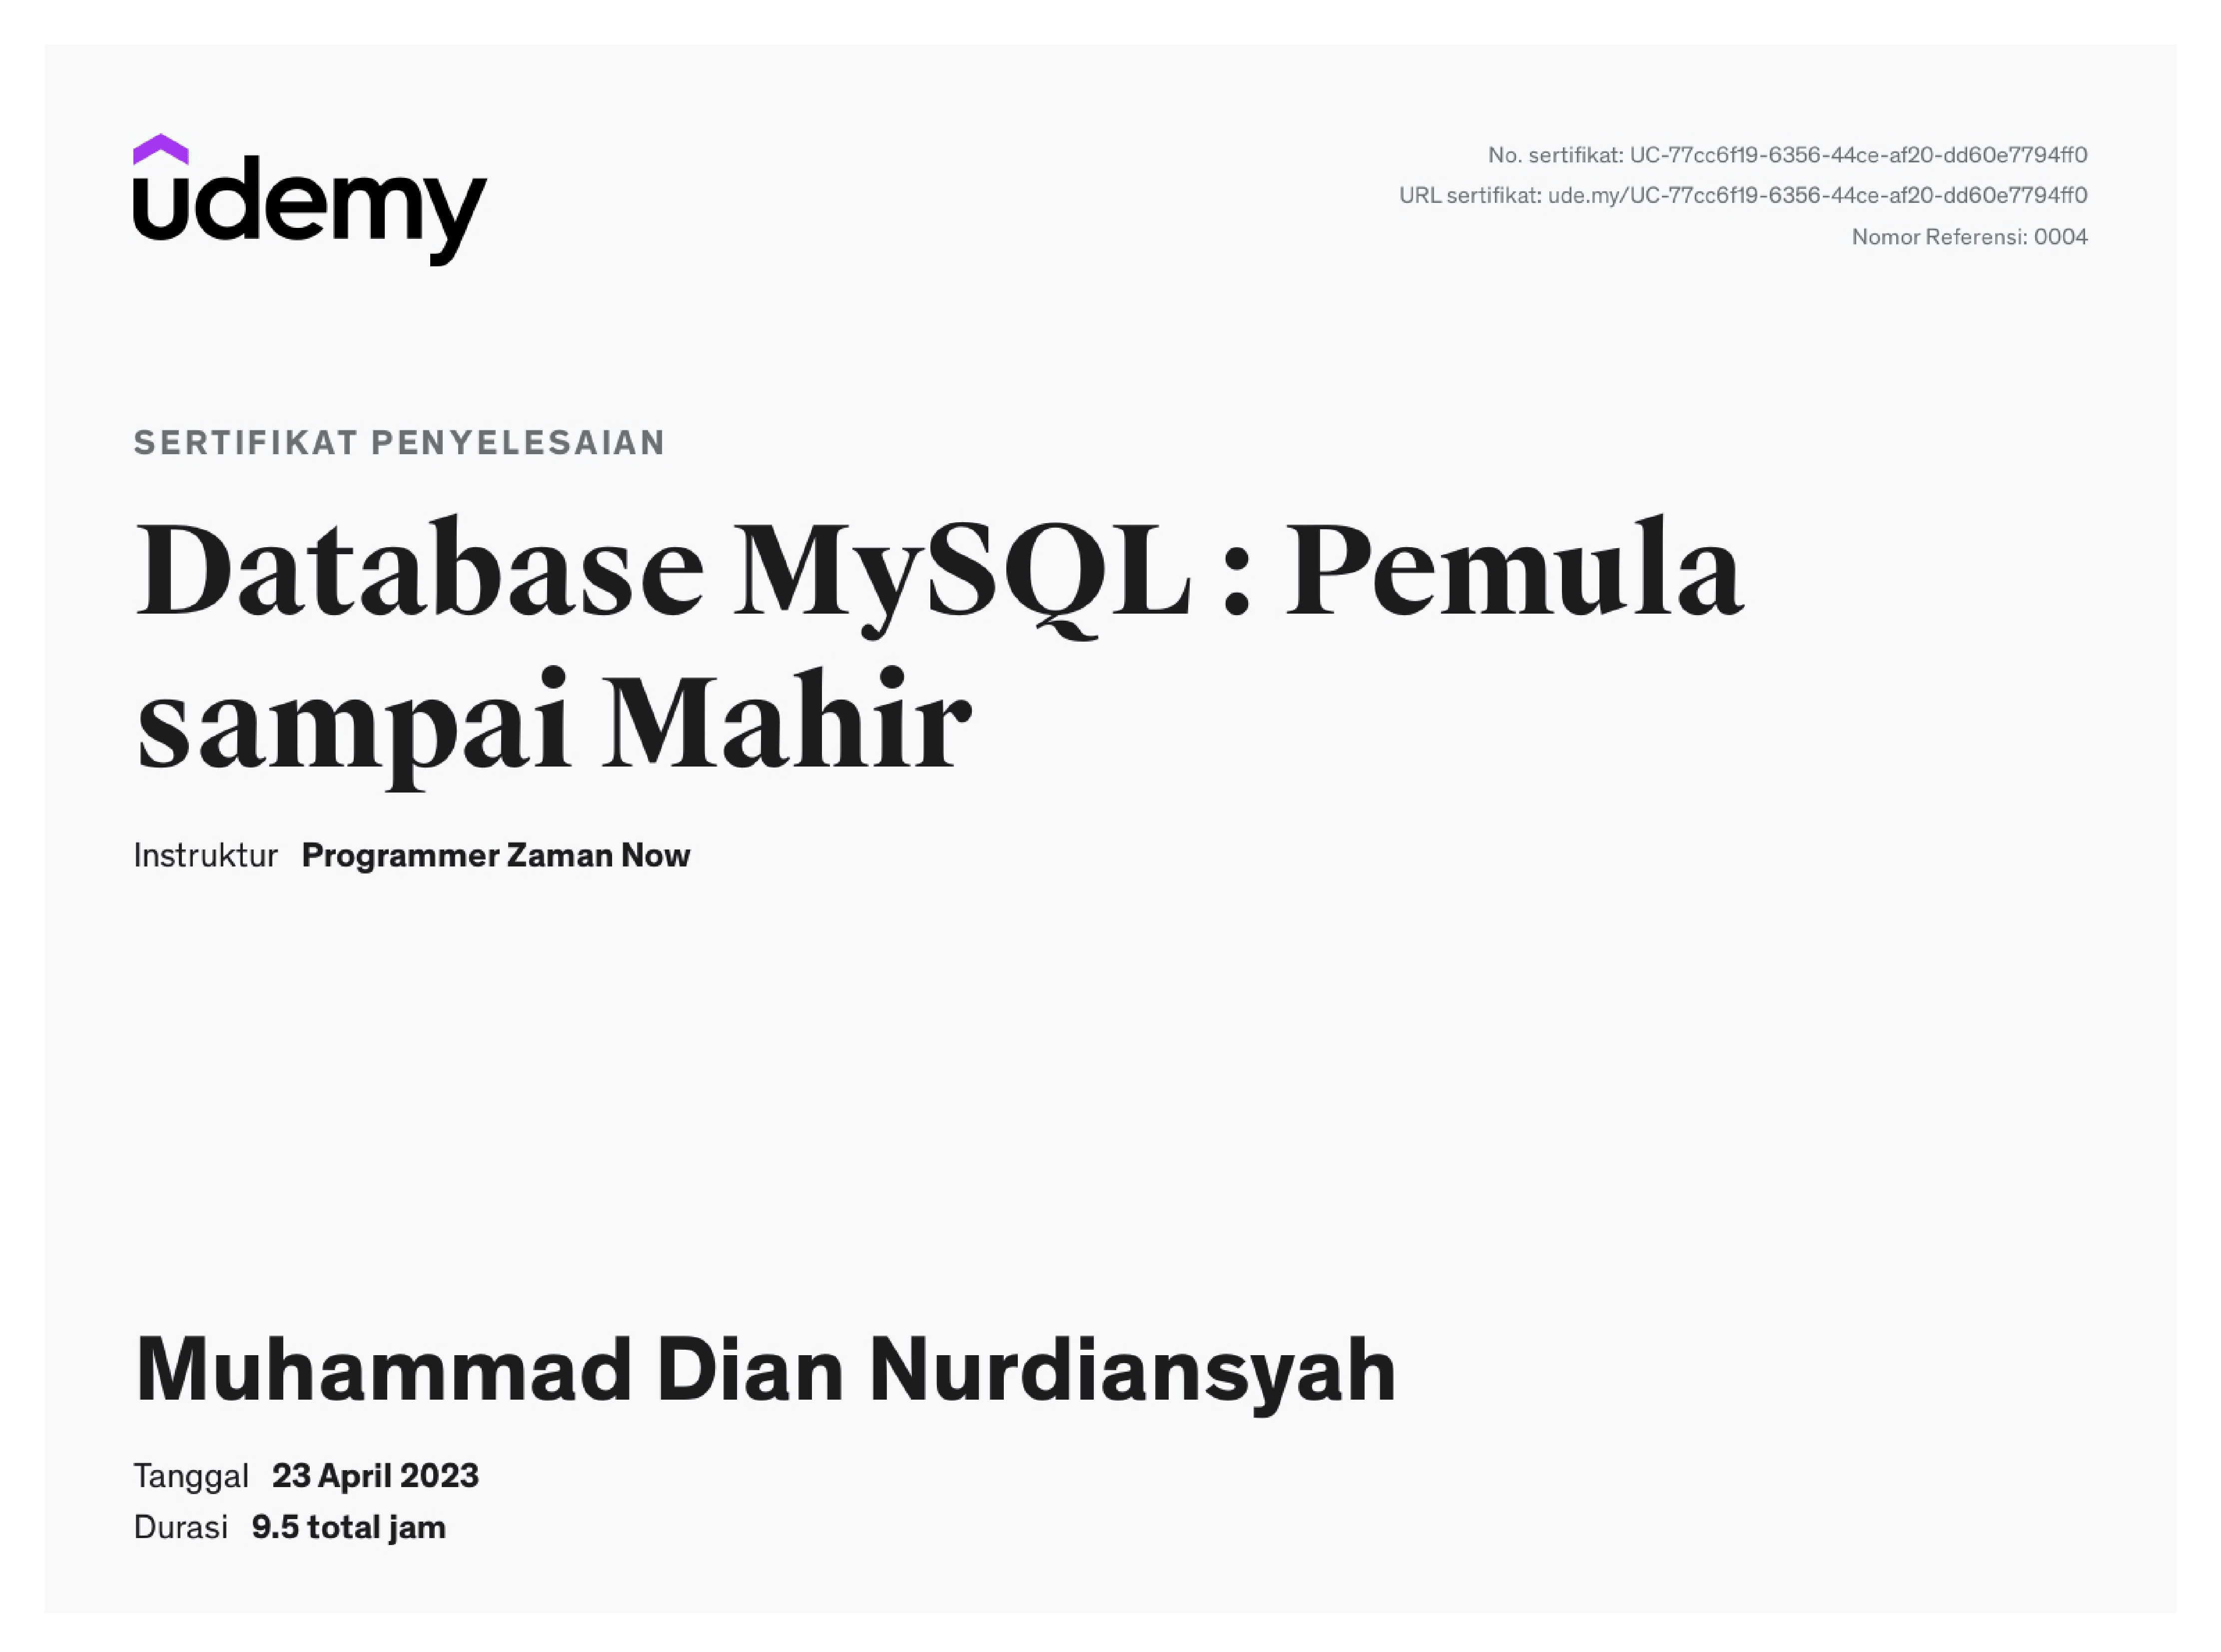 udemy
No. sertifikat: UC-77cc6f19-6356-44ce-af20-dd60e7794ff0
URL sertifikat: ude.my/UC-77cc6f19-6356-44ce-af20-dd60e7794ff0
Nomor Referensi: 0004
SERTIFIKAT PENYELESAIAN
Database MySQL : Pemula
sampai Mahir
Instruktur Programmer Zaman Now
Muhammad Dian Nurdiansyah
Tanggal 23 April 2023
Durasi 9.5 total jam